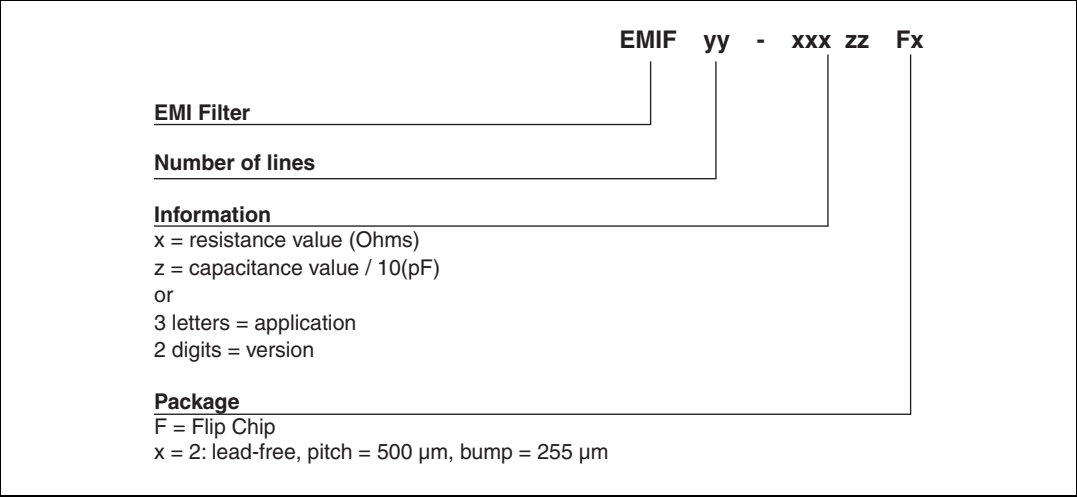 EMIF yy - xxx zz Fx
EMI Filter
Number of lines
Information
x = resistance value (Ohms)
z = capacitance value / 10(pF)
or
3 letters = application
2 digits = version
Package
F = Flip Chip
x = 2: lead-free, pitch = 500 µm, bump = 255 µm